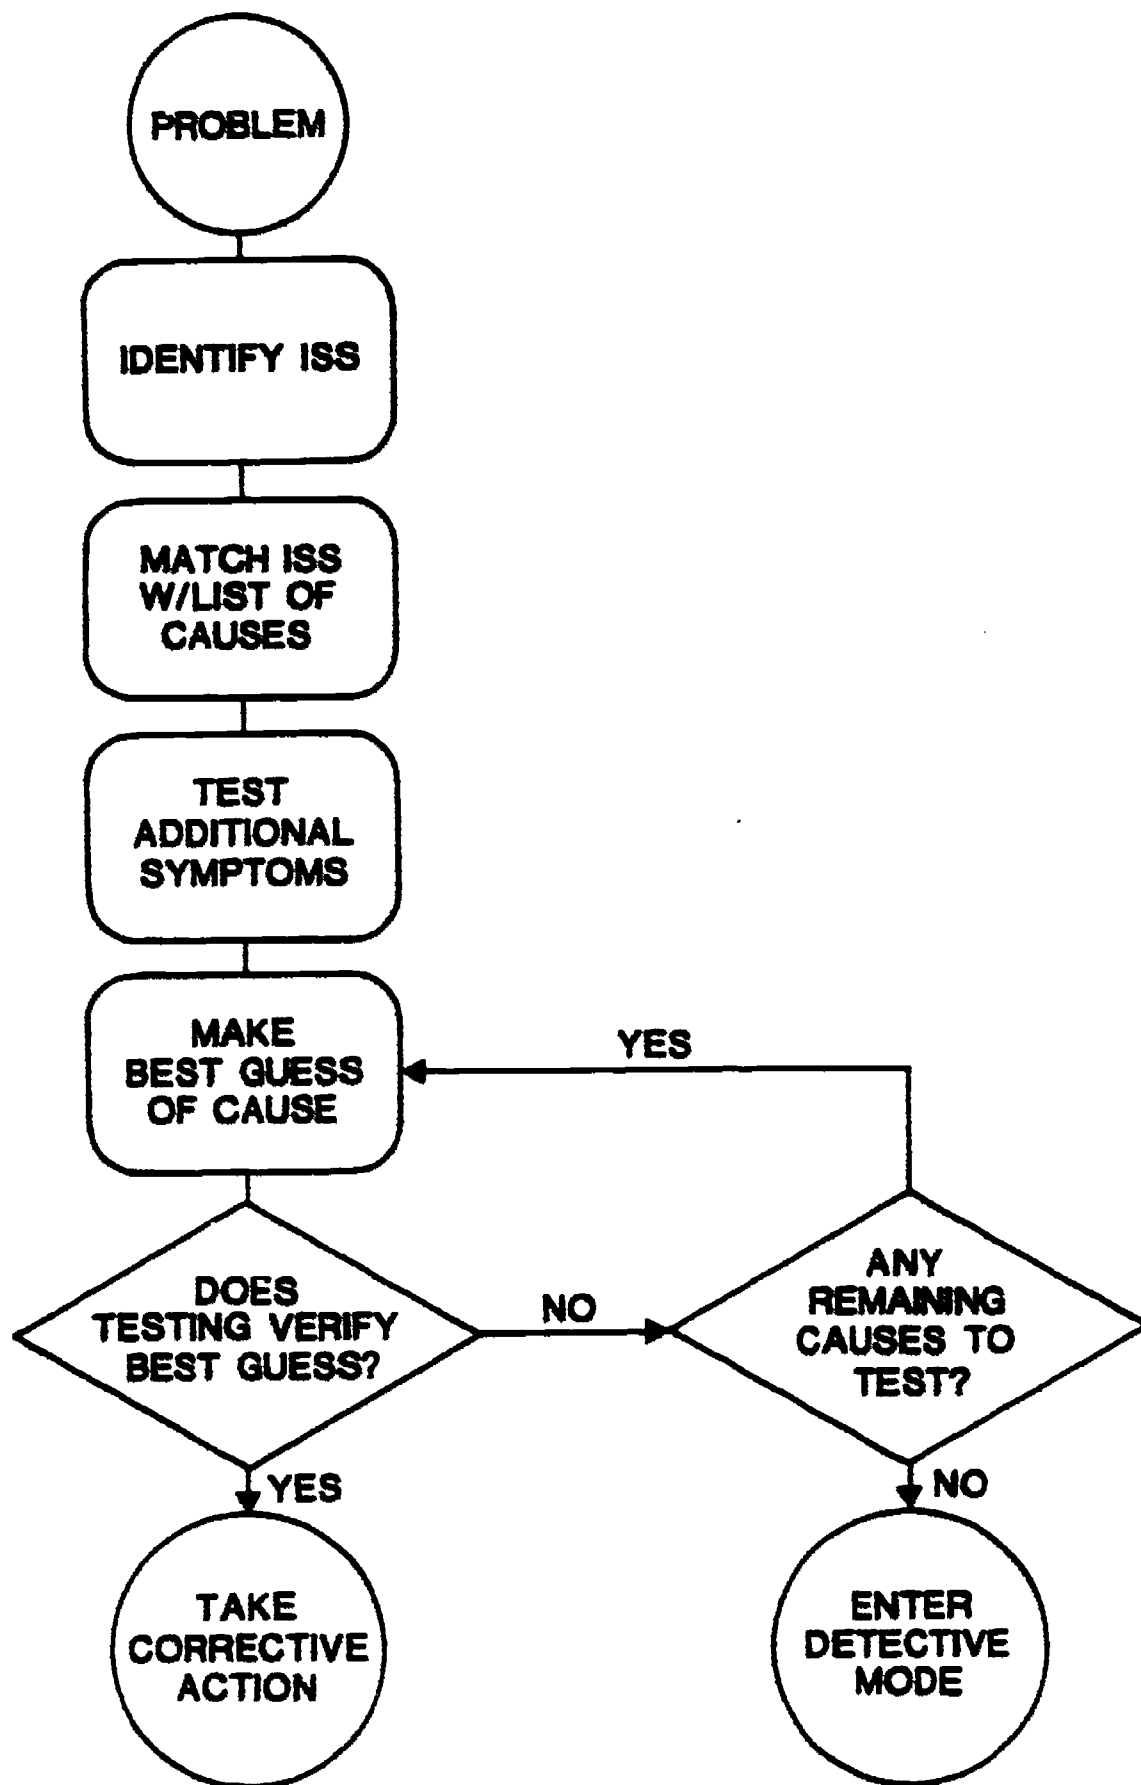 PROBLEM
IDENTIFY ISS
MATCH ISS
W/LIST OF
CAUSES
TEST
ADDITIONAL
SYMPTOMS
MAKE
BEST GUESS
OF CAUSE
YES
DOES
TESTING VERIFY
BEST GUESS?
NO
ANY
REMAINING
CAUSES TO
TEST?
YES
NO
TAKE
CORRECTIVE
ACTION
ENTER
DETECTIVE
MODE